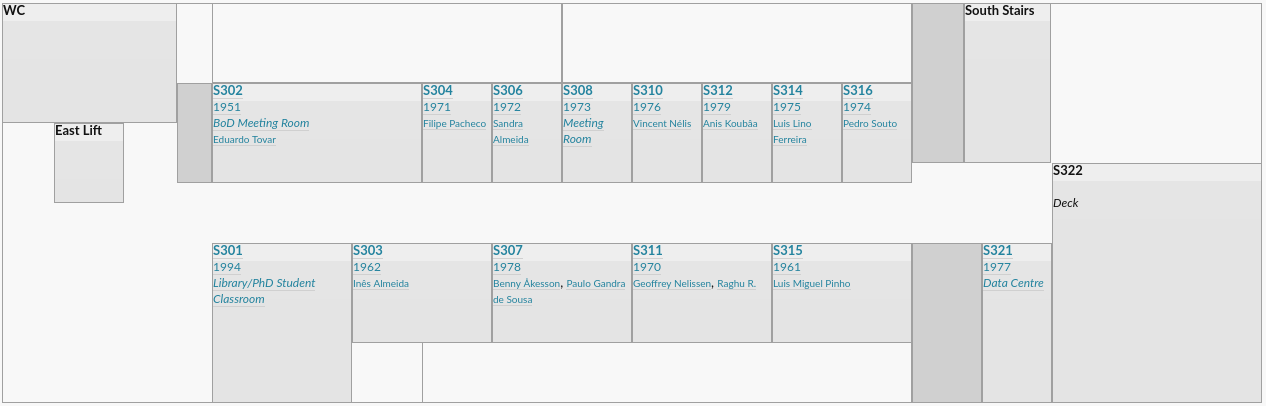 WC
South Stairs
East Lift
S302
1951
BoD Meeting Room
Eduardo Tovar
S304
1971
Filipe Pacheco
S306
1972
Sandra
Almeida
S308
1973
Meeting
Room
S310
1976
Vincent Nélis
S312
1979
Anis Koubâa
S314
1975
Luis Lino
Ferreira
S316
1974
Pedro Souto
S322
Deck
S301
1994
Library/PhD Student
Classroom
S303
1962
Inês Almeida
S307
1978
Benny Åkesson, Paulo Gandra
de Sousa
S311
1970
Geoffrey Nelissen, Raghu R.
S315
1961
Luis Miguel Pinho
S321
1977
Data Centre